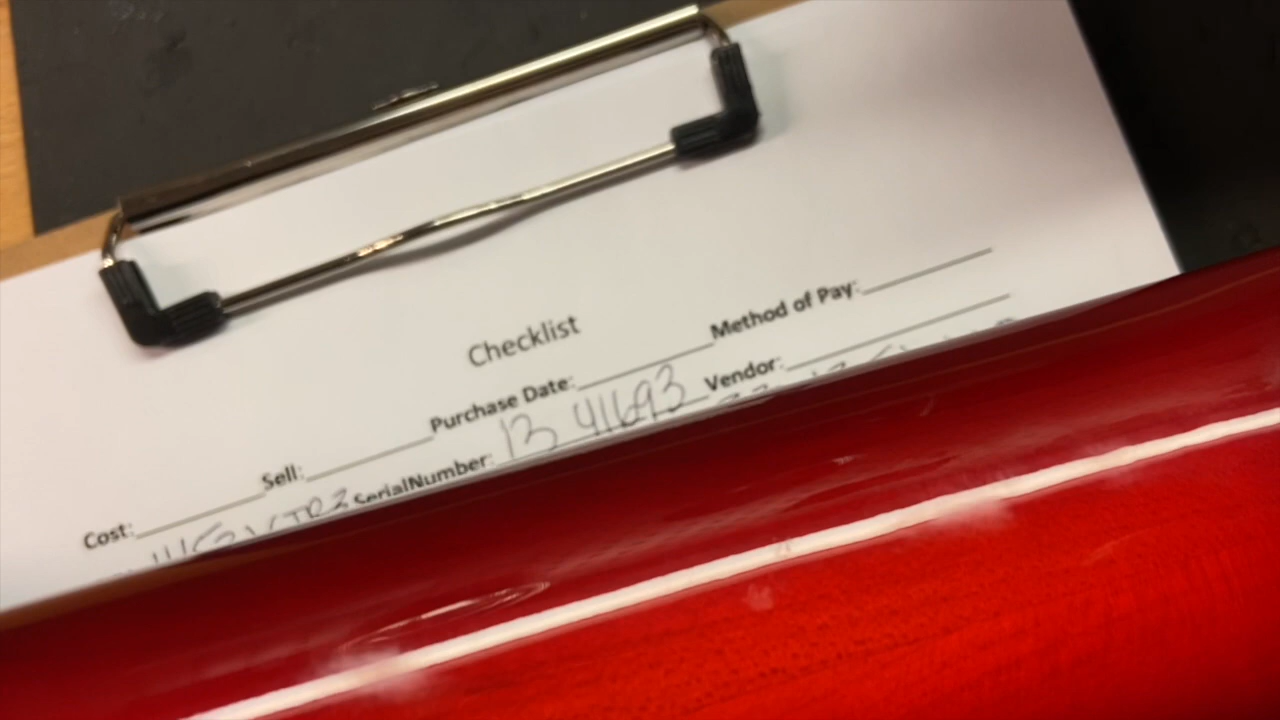 Checklist
Cost: Sell: Purchase Date: Method of Pay:
SerialNumber: 13 41693 Vendor: